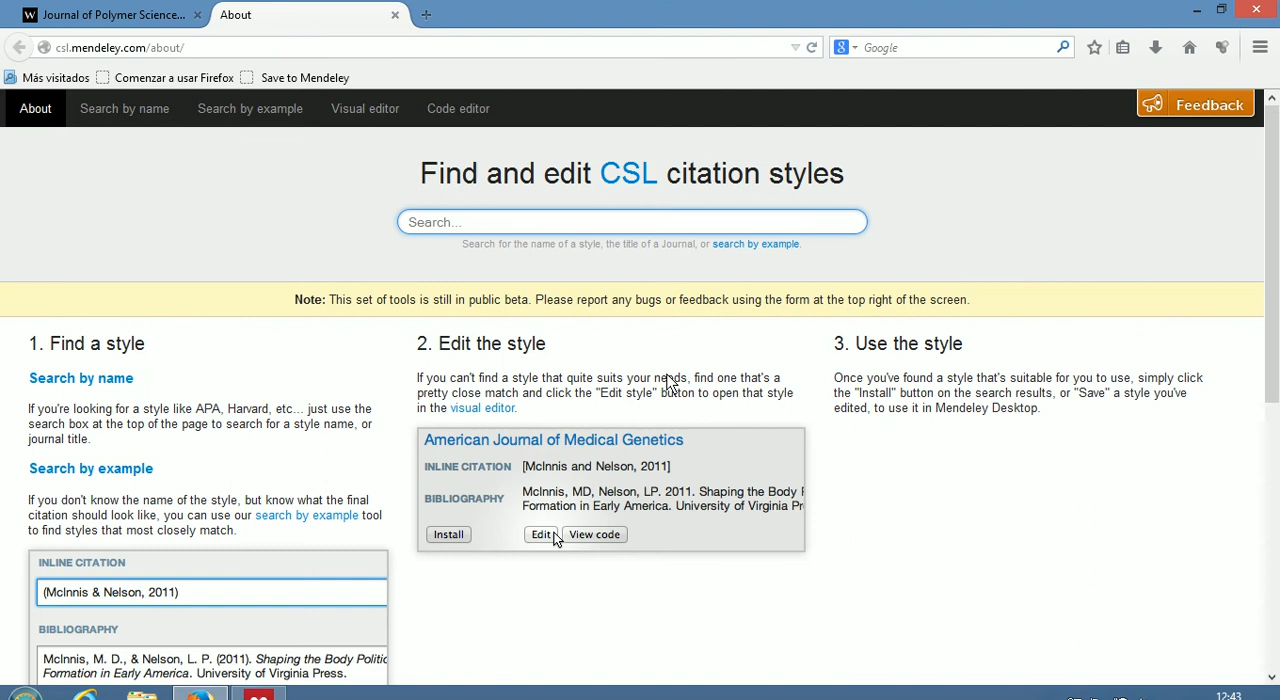 W Journal of Polymer Science...
About
csl.mendeley.com/about/
8 Google
Más visitados Comenzar a usar Firefox Save to Mendeley
About Search by name Search by example Visual editor Code editor
Feedback
Find and edit CSL citation styles
Search...
Search for the name of a style, the title of a Journal, or search by example.
Note: This set of tools is still in public beta. Please report any bugs or feedback using the form at the top right of the screen.
1. Find a style
Search by name
If you're looking for a style like APA, Harvard, etc... just use the
search box at the top of the page to search for a style name, or
journal title.
Search by example
If you don't know the name of the style, but know what the final
citation should look like, you can use our search by example tool
to find styles that most closely match.
INLINE CITATION
(McInnis & Nelson, 2011)
BIBLIOGRAPHY
McInnis, M. D., & Nelson, L. P. (2011). Shaping the Body Politic
Formation in Early America. University of Virginia Press.
2. Edit the style
If you can't find a style that quite suits your needs, find one that's a
pretty close match and click the "Edit style" button to open that style
in the visual editor.
American Journal of Medical Genetics
INLINE CITATION [McInnis and Nelson, 2011]
BIBLIOGRAPHY McInnis, MD, Nelson, LP. 2011. Shaping the Body P
Formation in Early America. University of Virginia Pr
Install Edit View code
3. Use the style
Once you've found a style that's suitable for you to use, simply click
the "Install" button on the search results, or "Save" a style you've
edited, to use it in Mendeley Desktop.
12:43